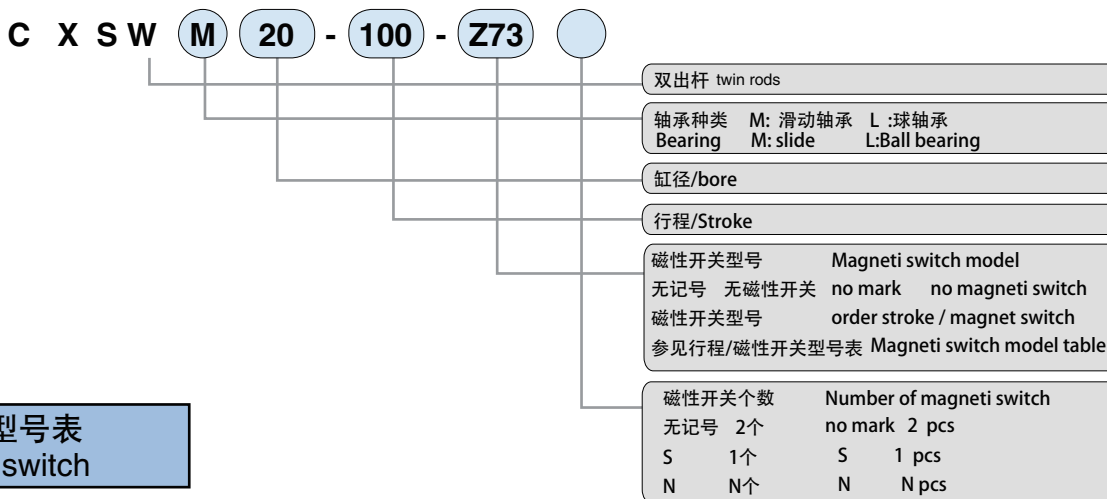 C X S W M 20 - 100 - Z73
双出杆 twin rods
轴承种类 M: 滑动轴承 L :球轴承
Bearing M: slide L:Ball bearing
缸径/bore
行程/Stroke
磁性开关型号 Magneti switch model
无记号 无磁性开关 no mark no magneti switch
磁性开关型号 order stroke / magnet switch
参见行程/磁性开关型号表 Magneti switch model table
磁性开关个数 Number of magneti switch
无记号 2个 no mark 2 pcs
S 1个 S 1 pcs
N N个 N N pcs
型号表
switch